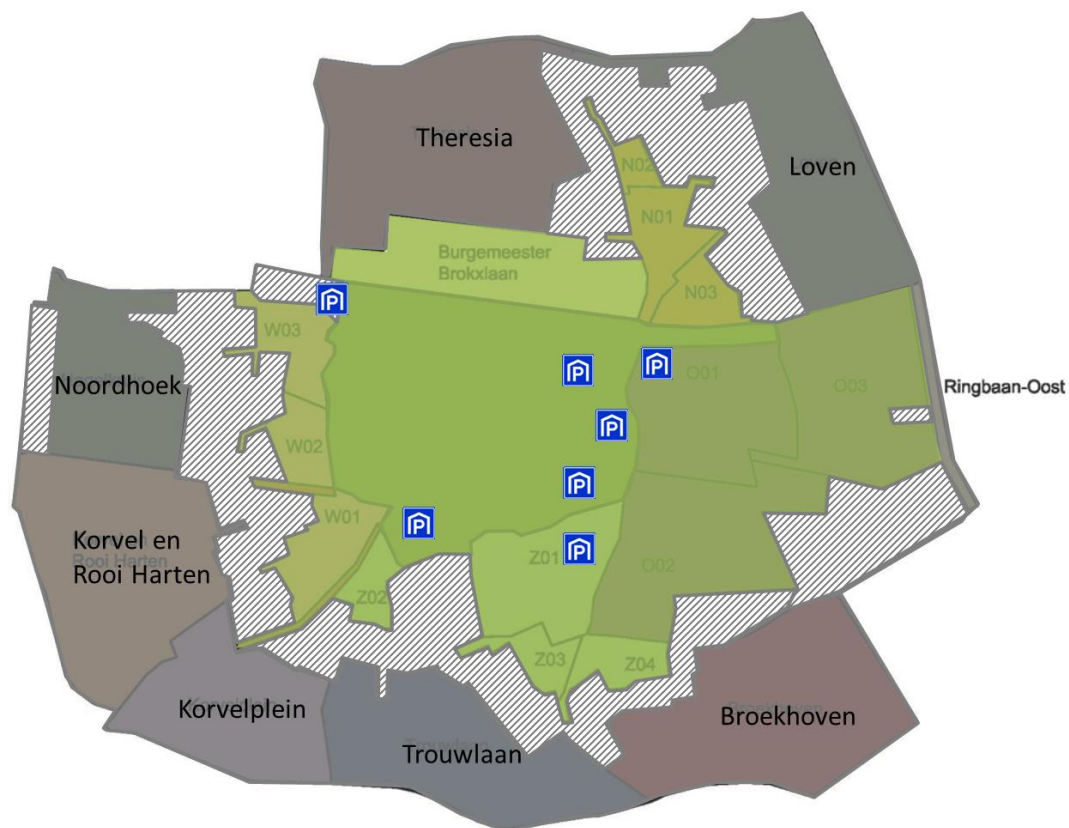 Theresia
N02
Loven
N01
Burgemeester
Brokxlaan
N03
P
W03
P
P
O01
O03
Noordhoek
Ringbaan-Oost
P
W02
P
W01
P
Korvel en
Rooi Harten
Z01
P
O02
Z02
Z03
Z04
Korvelplein
Broekhoven
Trouwlaan